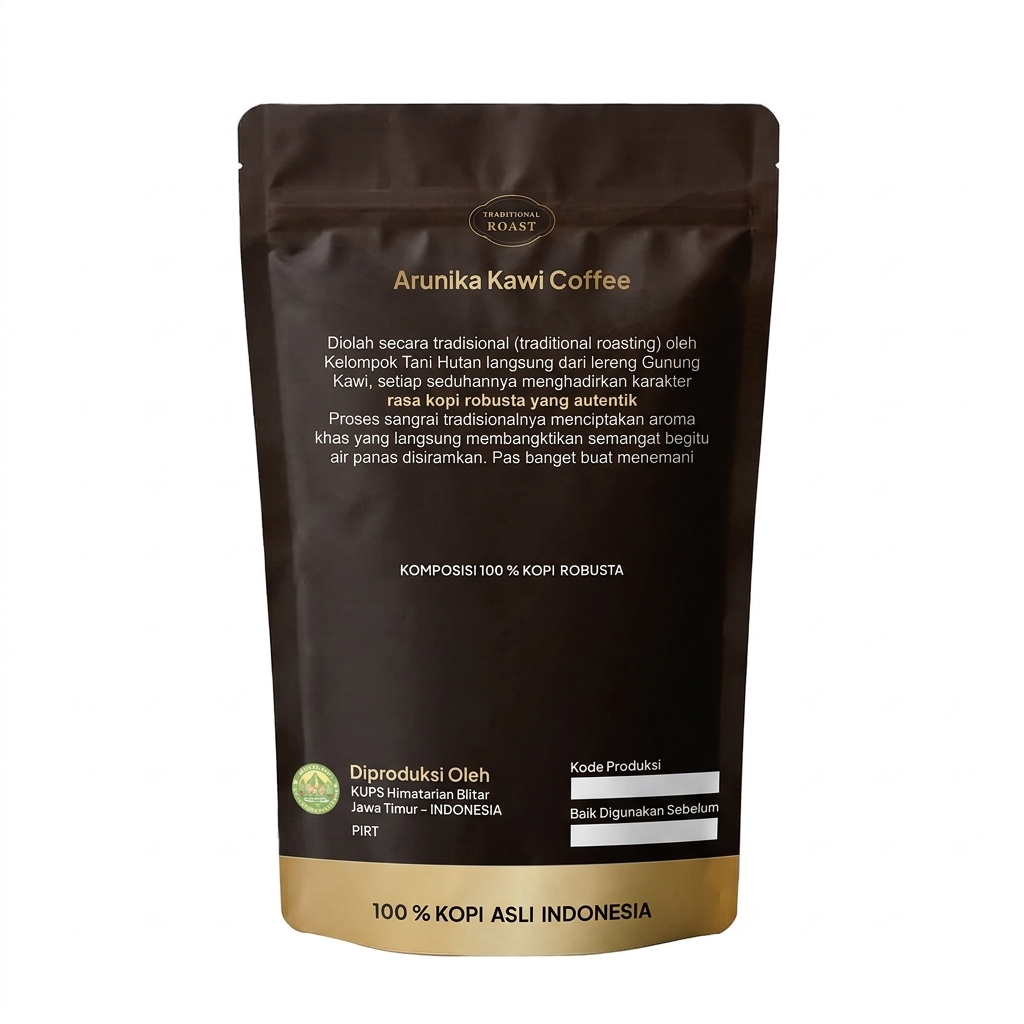 TRADITIONAL
ROAST
Arunika Kawi Coffee
Diolah secara tradisional (traditional roasting) oleh
Kelompok Tani Hutan langsung dari lereng Gunung
Kawi, setiap seduhannya menghadirkan karakter
rasa kopi robusta yang autentik
Proses sangrai tradisionalnya menciptakan aroma
khas yang langsung membangktikan semangat begitu
air panas disiramkan. Pas banget buat menemani
KOMPOSISI 100 % KOPI ROBUSTA
Diproduksi Oleh
KUPS Himatarian Blitar
Jawa Timur – INDONESIA
PIRT
Kode Produksi
Baik Digunakan Sebelum
100 % KOPI ASLI INDONESIA